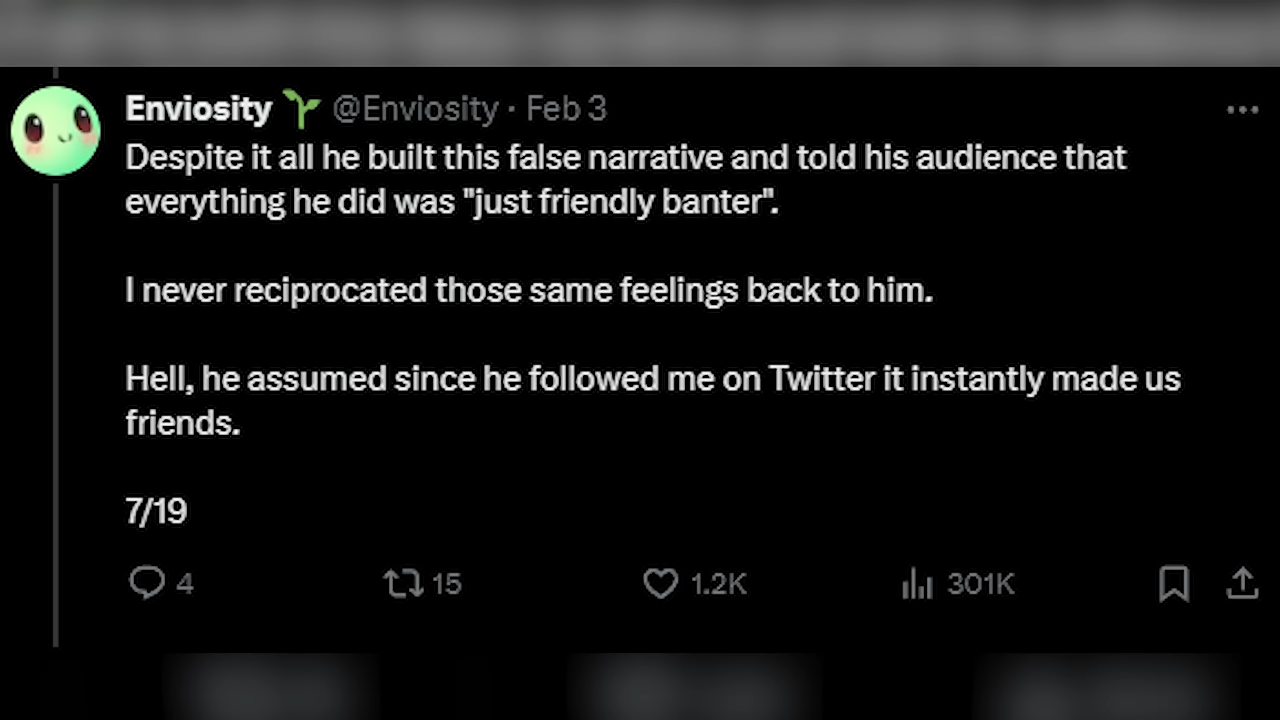 Enviosity 🌱 @Enviosity · Feb 3
Despite it all he built this false narrative and told his audience that
everything he did was "just friendly banter".
I never reciprocated those same feelings back to him.
Hell, he assumed since he followed me on Twitter it instantly made us
friends.
7/19
4 15 1.2K 301K